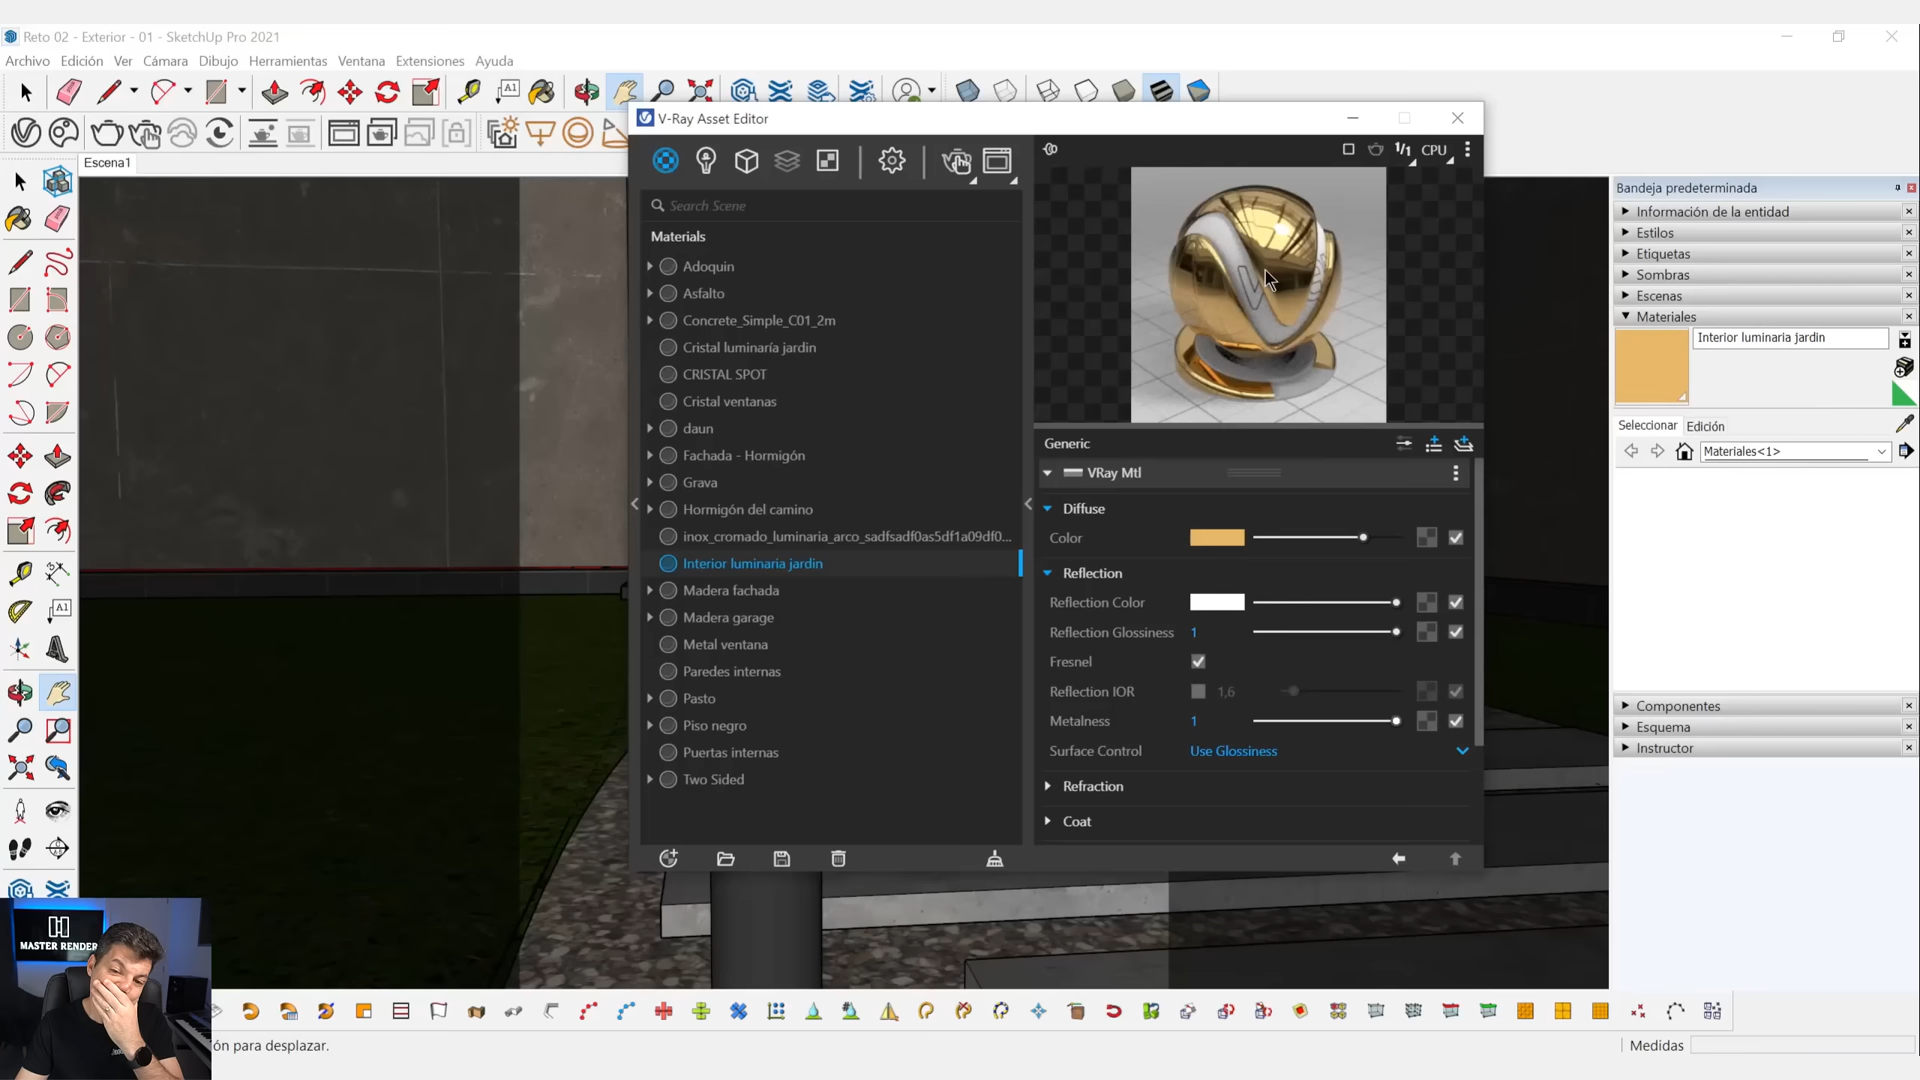 Reto 02 - Exterior - 01 - SketchUp Pro 2021
Archivo Edición Ver Cámara Dibujo Herramientas Ventana Extensiones Ayuda
A1
Escena1
V-Ray Asset Editor
1/1 CPU
Search Scene
Materials
Adoquin
Asfalto
Concrete_Simple_C01_2m
Cristal luminaría jardin
CRISTAL SPOT
Cristal ventanas
daun
Fachada - Hormigón
Grava
Hormigón del camino
inox_cromado_luminaria_arco_sadfsadf0as5df1a09df0...
Interior luminaria jardin
Madera fachada
Madera garage
Metal ventana
Paredes internas
Pasto
Piso negro
Puertas internas
Two Sided
Generic
VRay Mtl
Diffuse
Color
Reflection
Reflection Color
Reflection Glossiness 1
Fresnel
Reflection IOR 1,6
Metalness 1
Surface Control Use Glossiness
Refraction
Coat
Bandeja predeterminada
Información de la entidad
Estilos
Etiquetas
Sombras
Escenas
Materiales
Interior luminaria jardin
Seleccionar Edición
Materiales<1>
Componentes
Esquema
Instructor
A1
MASTER RENDER
ón para desplazar.
Medidas